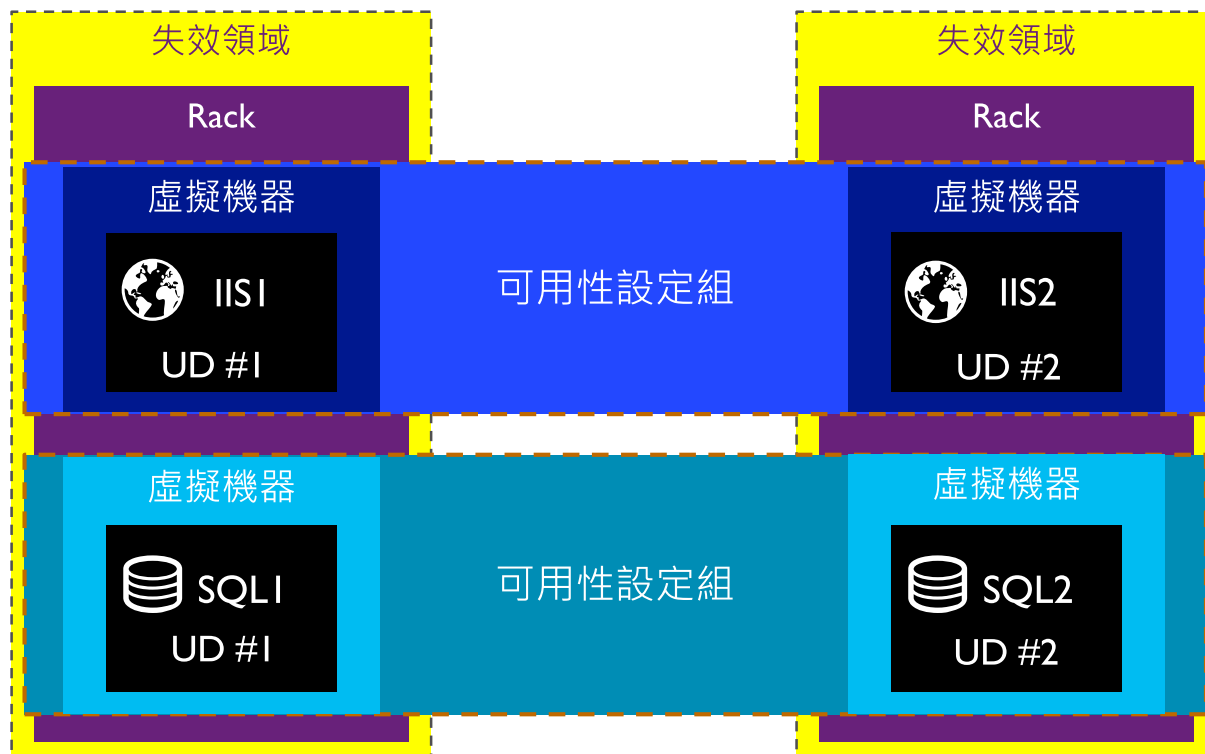 失效領域
失效領域
Rack
Rack
虛擬機器
虛擬機器
IIS1
可用性設定組
IIS2
UD #1
UD #2
虛擬機器
虛擬機器
SQL1
可用性設定組
SQL2
UD #1
UD #2